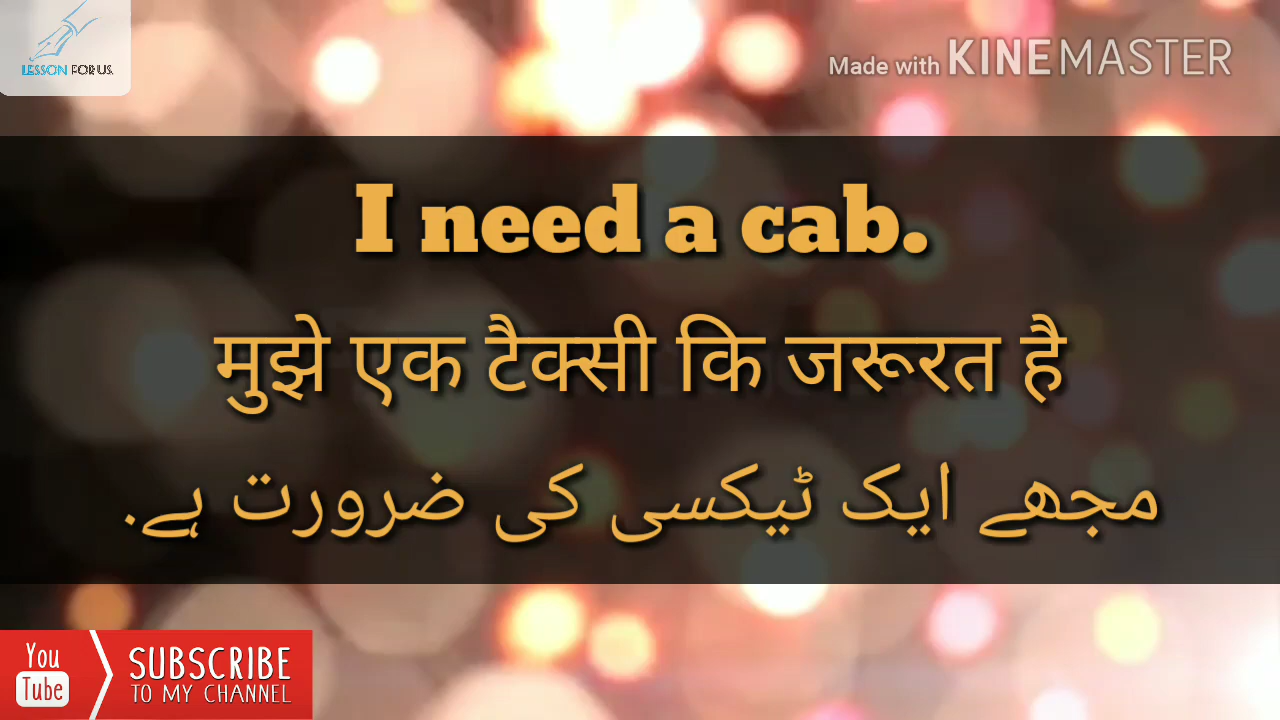 LESSON FOR US
Made with KINEMASTER
I need a cab.
मुझे एक टैक्सी कि जरूरत है
مجھے ایک ٹیکسی کی ضرورت ہے.
You Tube
SUBSCRIBE
TO MY CHANNEL